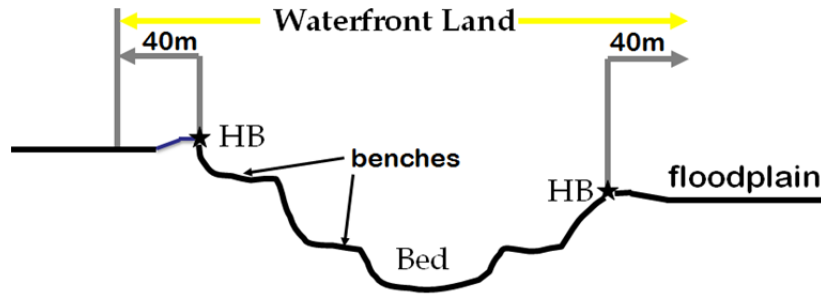 Waterfront Land
40m
40m
HB
benches
HB
floodplain
Bed